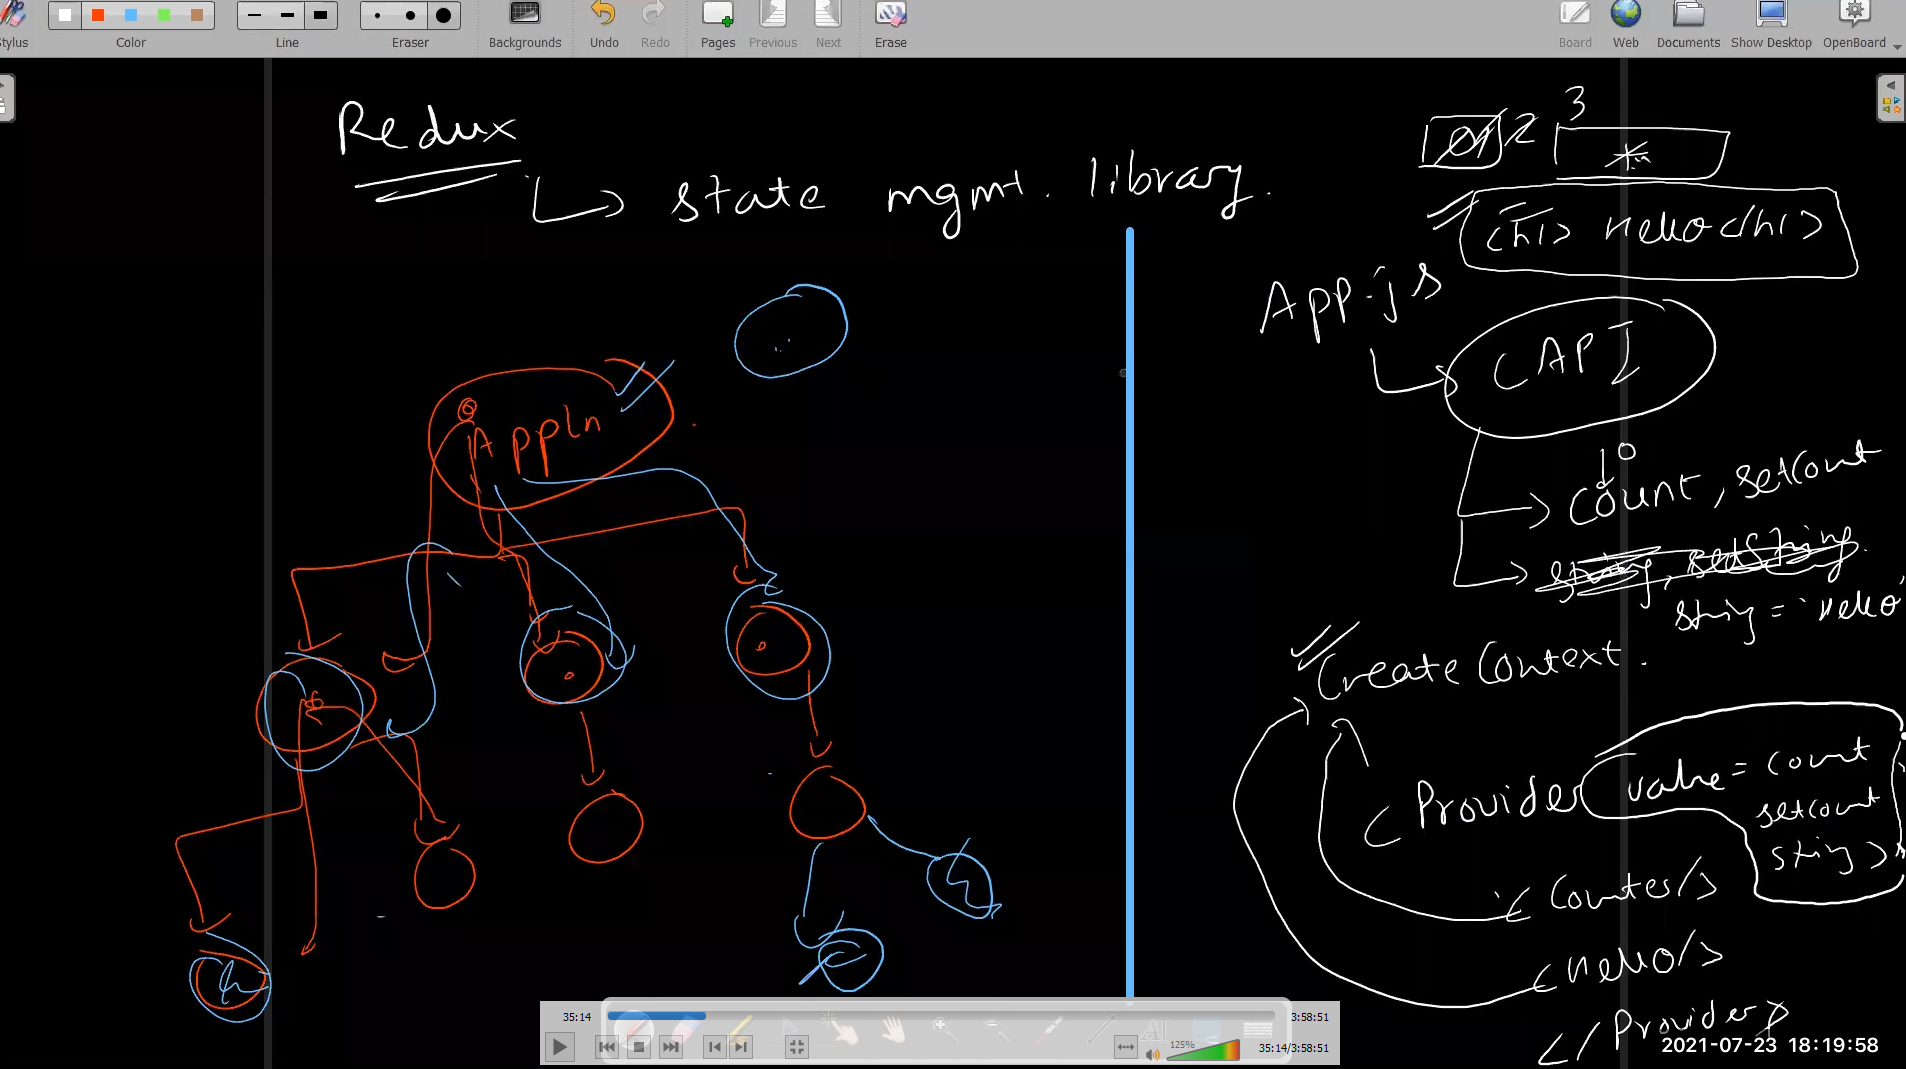 Stylus
Color
Line
Eraser
Backgrounds
Undo
Redo
Pages
Previous
Next
Erase
Board
Web
Documents
Show Desktop
OpenBoard
Redux
state mgmt. library.
Appln
2
3
<h1> Hello </h1>
App.js
CAPI
0
count, setCount
string, setString
string = 'Hello'
Create Context.
< Provider value = count
setcount
string >
< Counter/>
< Hello/>
</Provider>
35:14
3:58:51
125%
35:14/3:58:51
2021-07-23 18:19:58